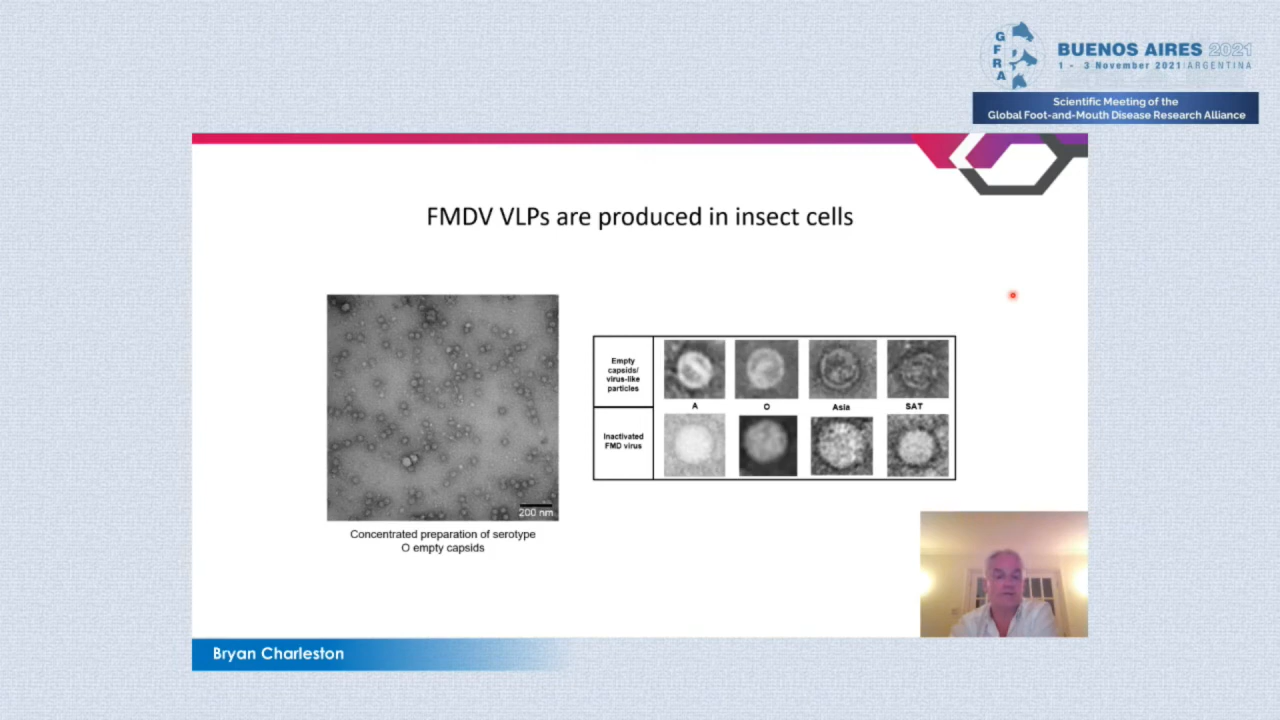 G
F
R
A
BUENOS AIRES 2021
1 - 3 November 2021 ARGENTINA
Scientific Meeting of the
Global Foot-and-Mouth Disease Research Alliance
FMDV VLPs are produced in insect cells
200 nm
Concentrated preparation of serotype
O empty capsids
Empty
capsids/
virus-like
particles
A O Asia SAT
Inactivated
FMD virus
Bryan Charleston